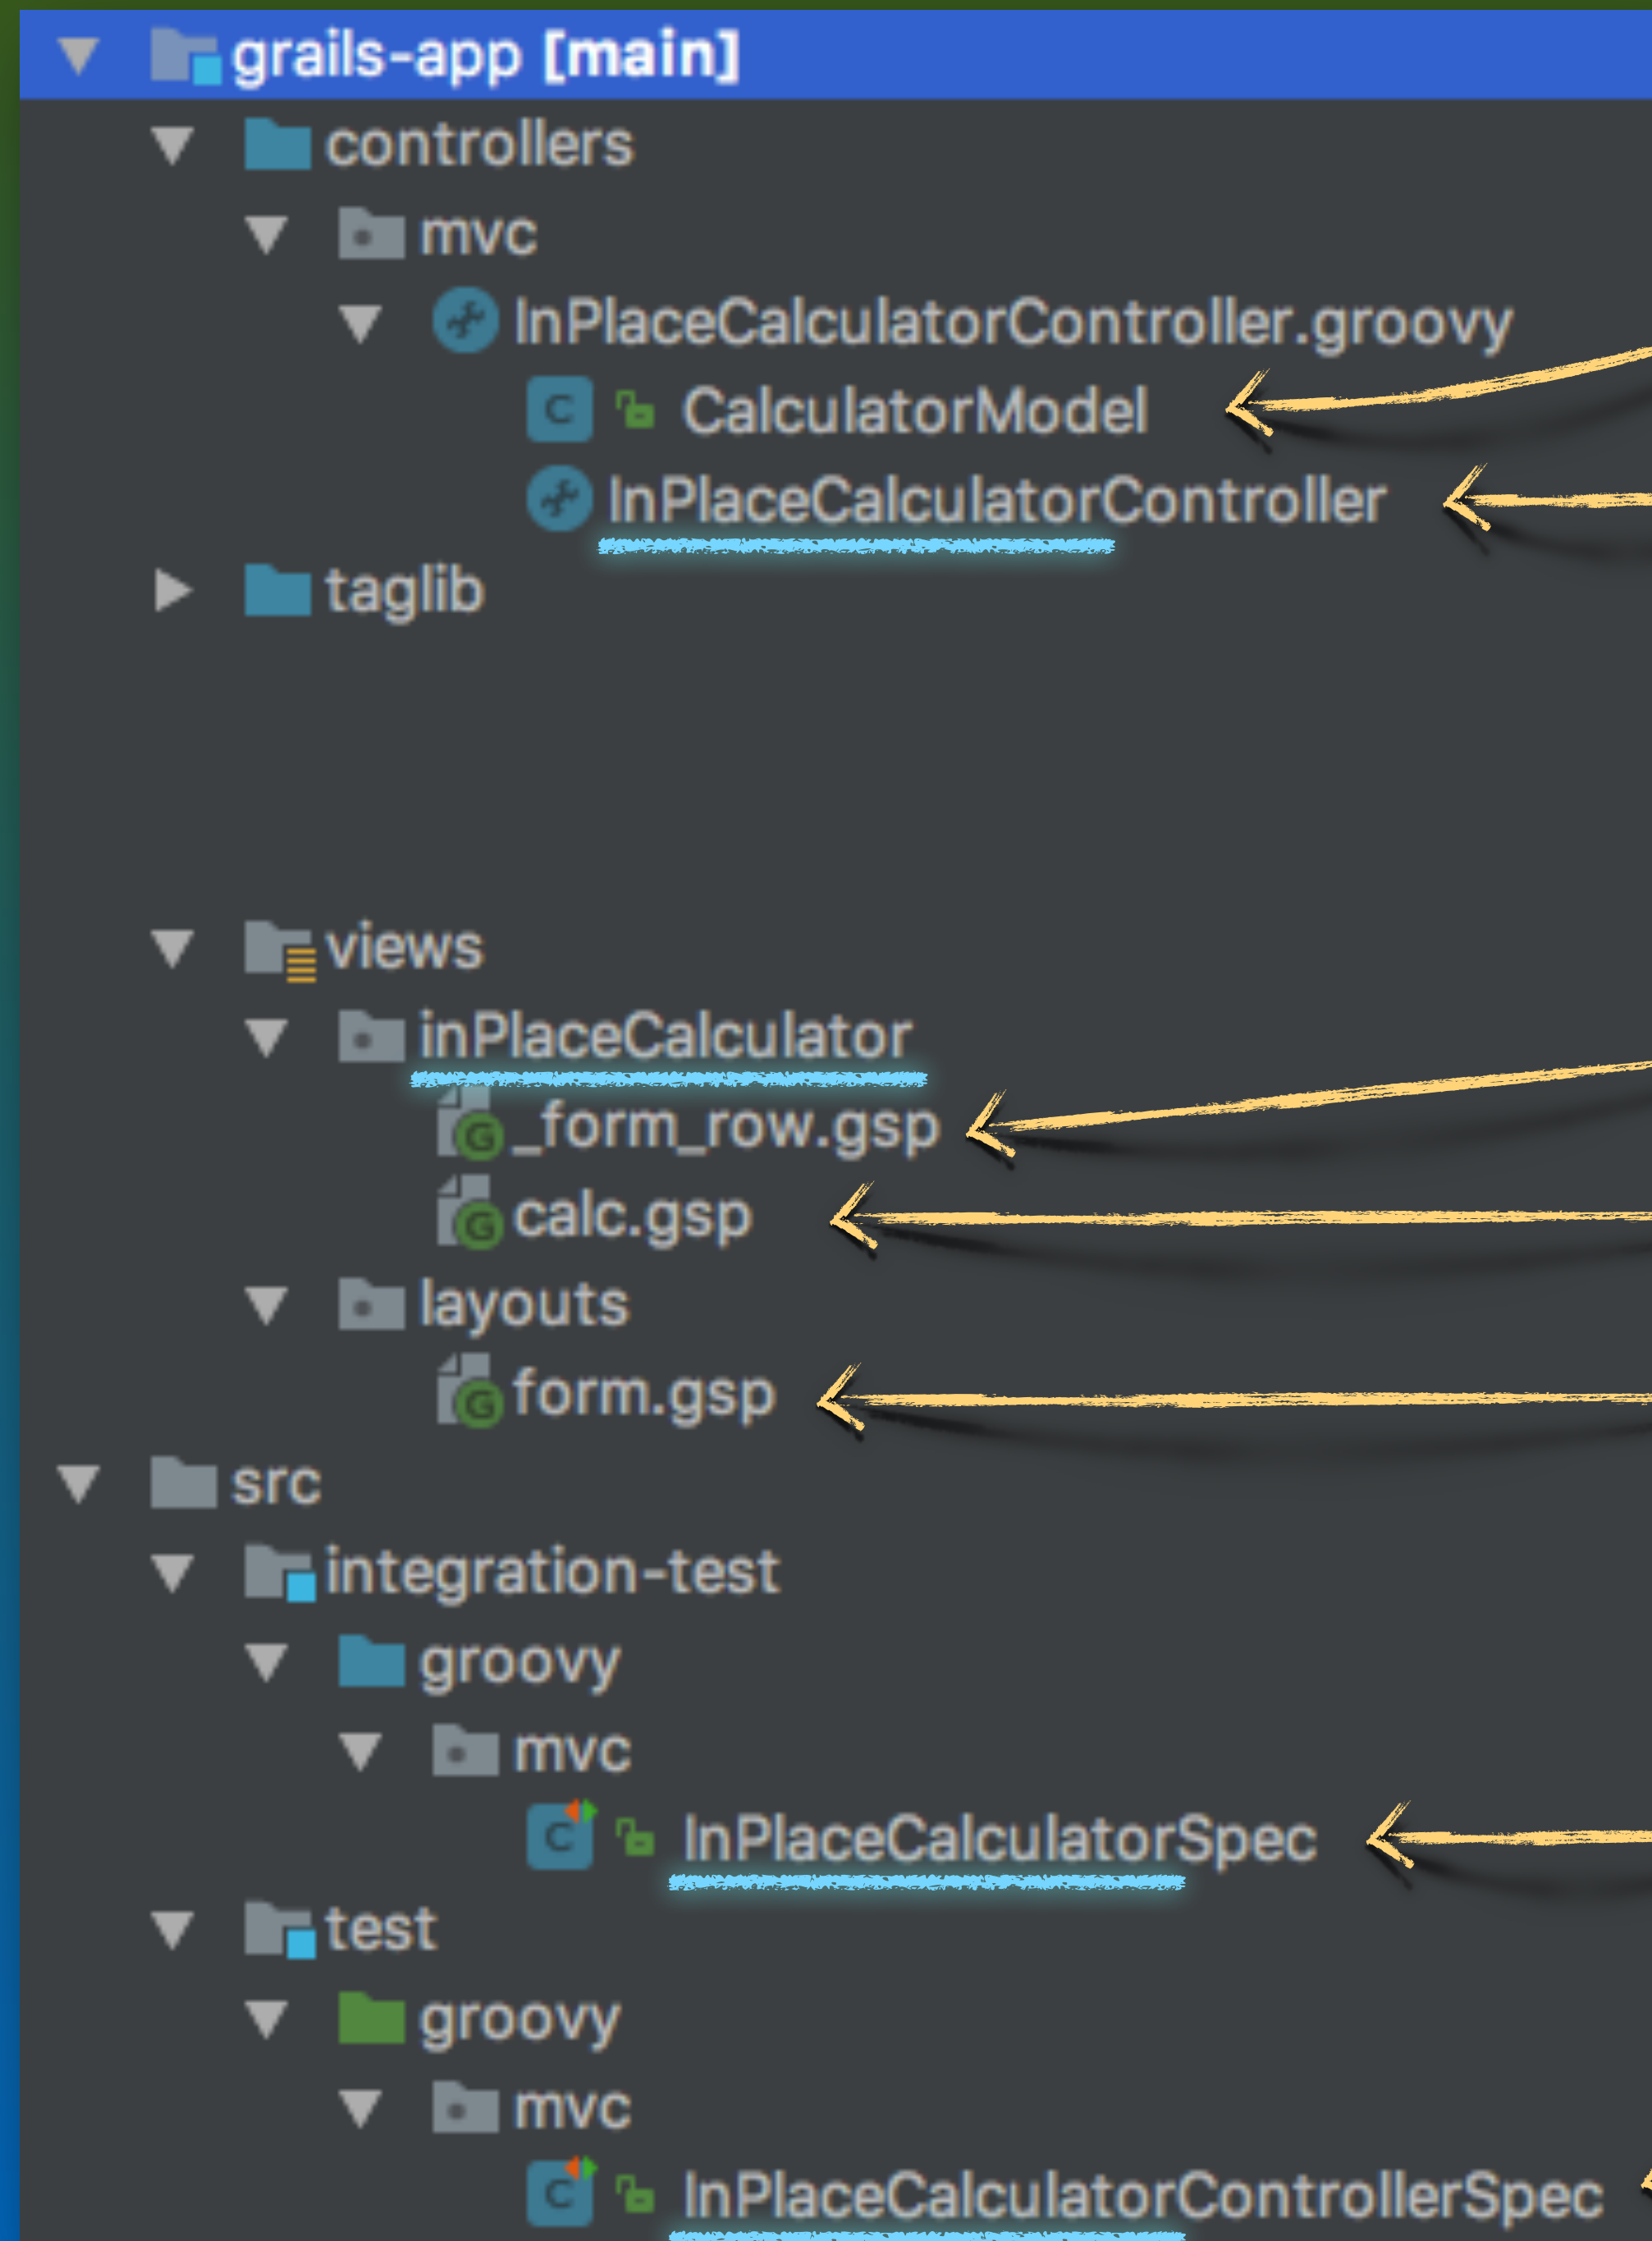 grails-app [main]
controllers
mvc
InPlaceCalculatorController.groovy
C CalculatorModel
InPlaceCalculatorController
taglib
views
inPlaceCalculator
G _form_row.gsp
G calc.gsp
layouts
G form.gsp
src
integration-test
groovy
mvc
C InPlaceCalculatorSpec
test
groovy
mvc
C InPlaceCalculatorControllerSpec